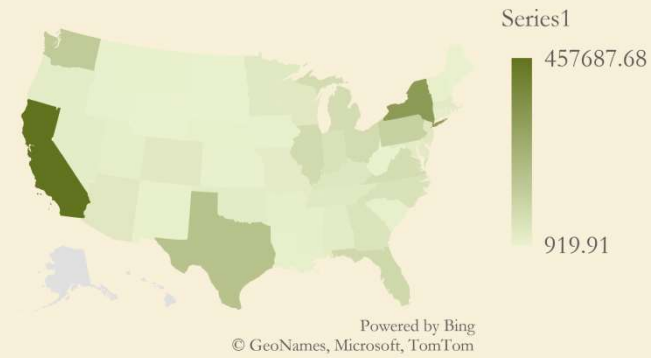 Series1
457687.68
919.91
Powered by Bing
© GeoNames, Microsoft, TomTom